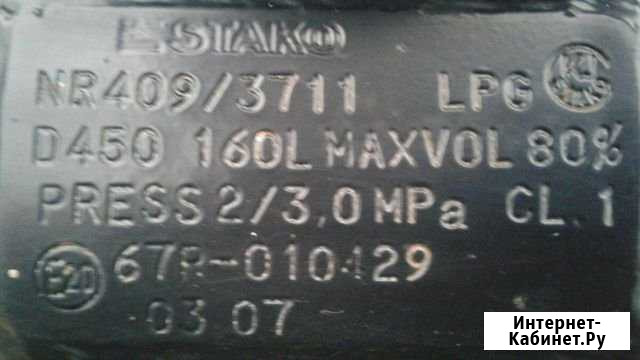 STAKO
NR409/3711 LPG
D450 160L MAXVOL 80%
PRESS 2/3,0 MPa CL.1
E20 67R-010429
03 07
Интернет-
Кабинет.Ру